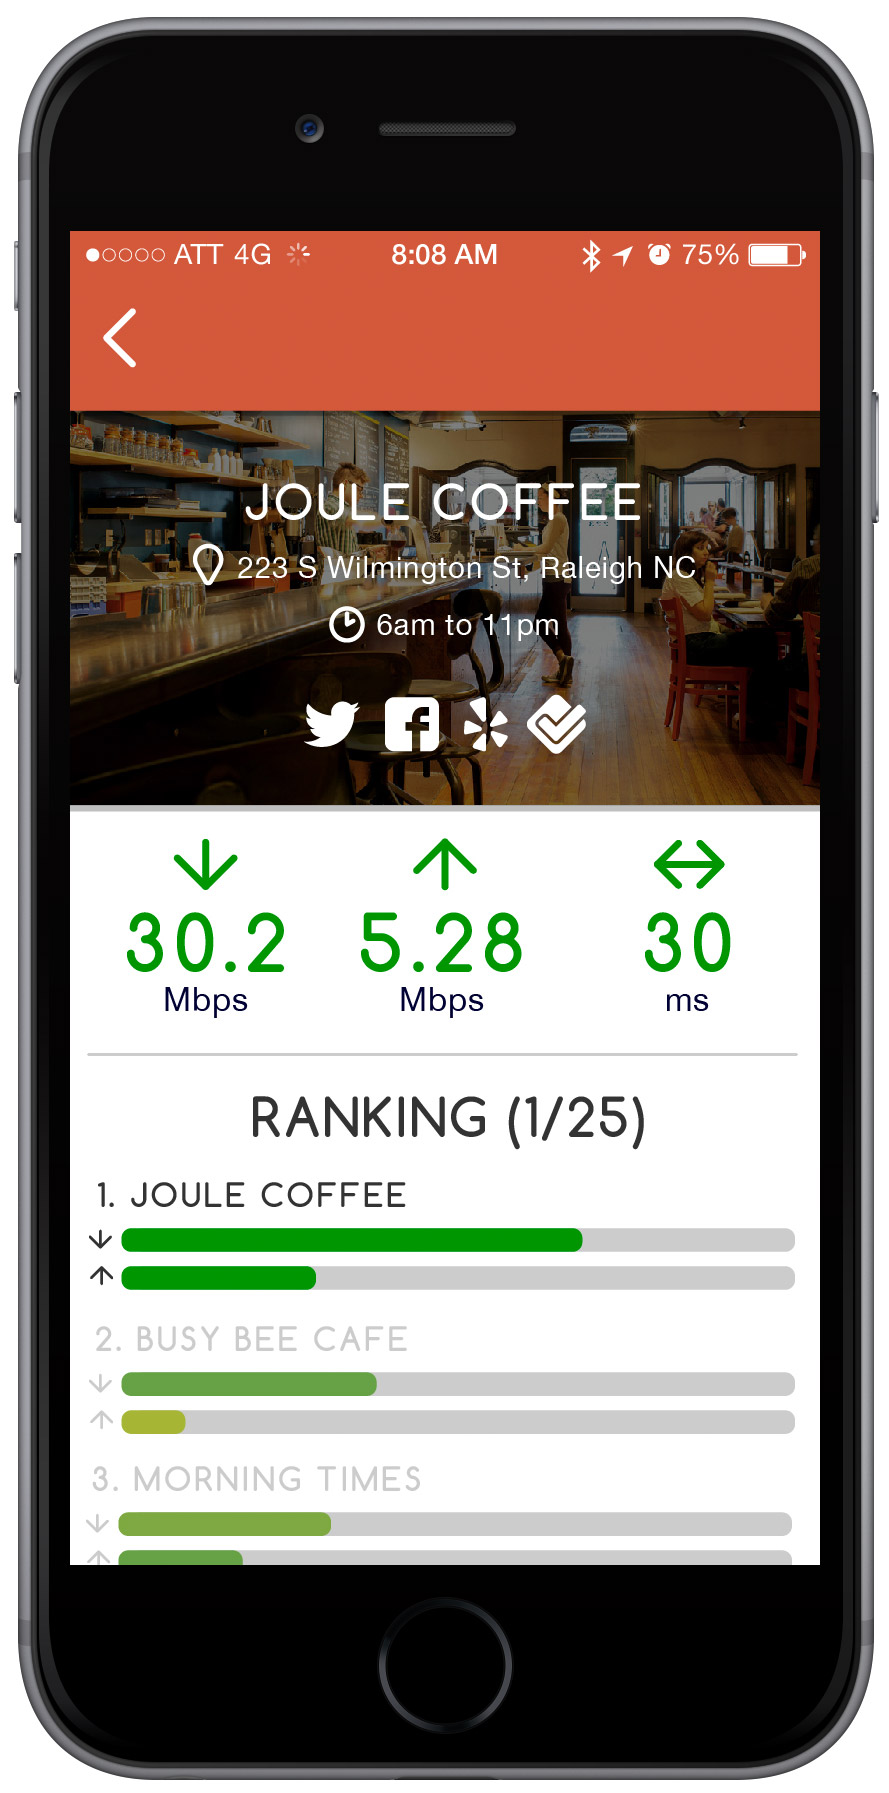 ATT 4G 8:08 AM 75%
JOULE COFFEE
223 S Wilmington St, Raleigh NC
6am to 11pm
30.2 5.28 30
Mbps Mbps ms
RANKING (1/25)
1. JOULE COFFEE
2. BUSY BEE CAFE
3. MORNING TIMES